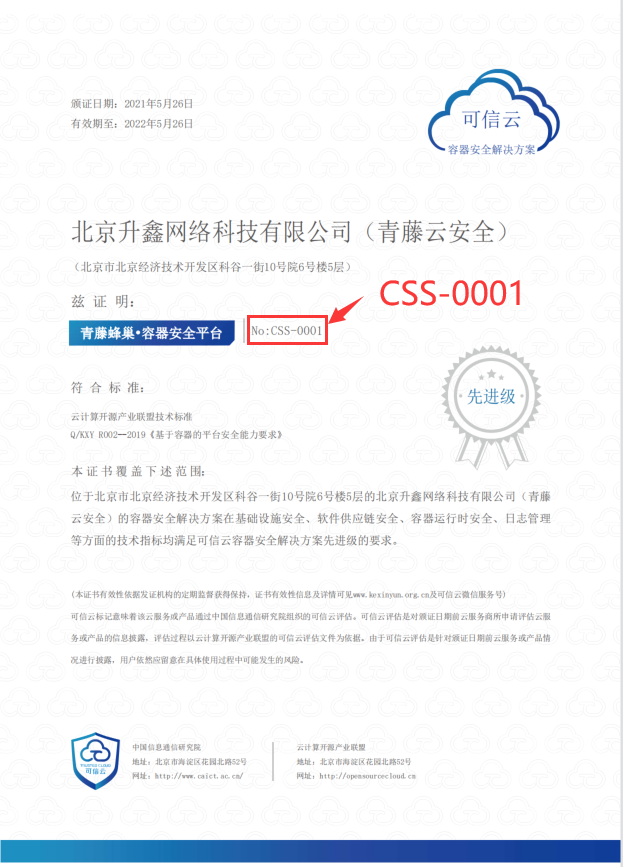 颁证日期：2021年5月26日
有效期至：2022年5月26日
可信云
容器安全解决方案
北京升鑫网络科技有限公司（青藤云安全）
（北京市北京经济技术开发区科谷一街10号院6号楼5层）
兹 证 明：
CSS-0001
青藤蜂巢•容器安全平台
No:CSS-0001
先进级
符 合 标 准：
云计算开源产业联盟技术标准
Q/KXY R002—2019《基于容器的平台安全能力要求》
本 证 书 覆 盖 下 述 范 围：
位于北京市北京经济技术开发区科谷一街10号院6号楼5层的北京升鑫网络科技有限公司（青藤
云安全）的容器安全解决方案在基础设施安全、软件供应链安全、容器运行时安全、日志管理
等方面的技术指标均满足可信云容器安全解决方案先进级的要求。
(本证书有效性依据发证机构的定期监督获得保持，证书有效性信息及详情可见www.kexinyun.org.cn及可信云微信服务号)
可信云标记意味着该云服务或产品通过中国信息通信研究院组织的可信云评估。可信云评估是对颁证日期前云服务商所申请评估云服
务或产品的信息披露，评估过程以云计算开源产业联盟的可信云评估文件为依据。由于可信云评估是针对颁证日期前云服务或产品情
况进行披露，用户依然应留意在具体使用过程中可能发生的风险。
可信云
中国信息通信研究院
地址：北京市海淀区花园北路52号
网址：http://www.caict.ac.cn/
云计算开源产业联盟
地址：北京市海淀区花园北路52号
网址：http://opensourcecloud.cn